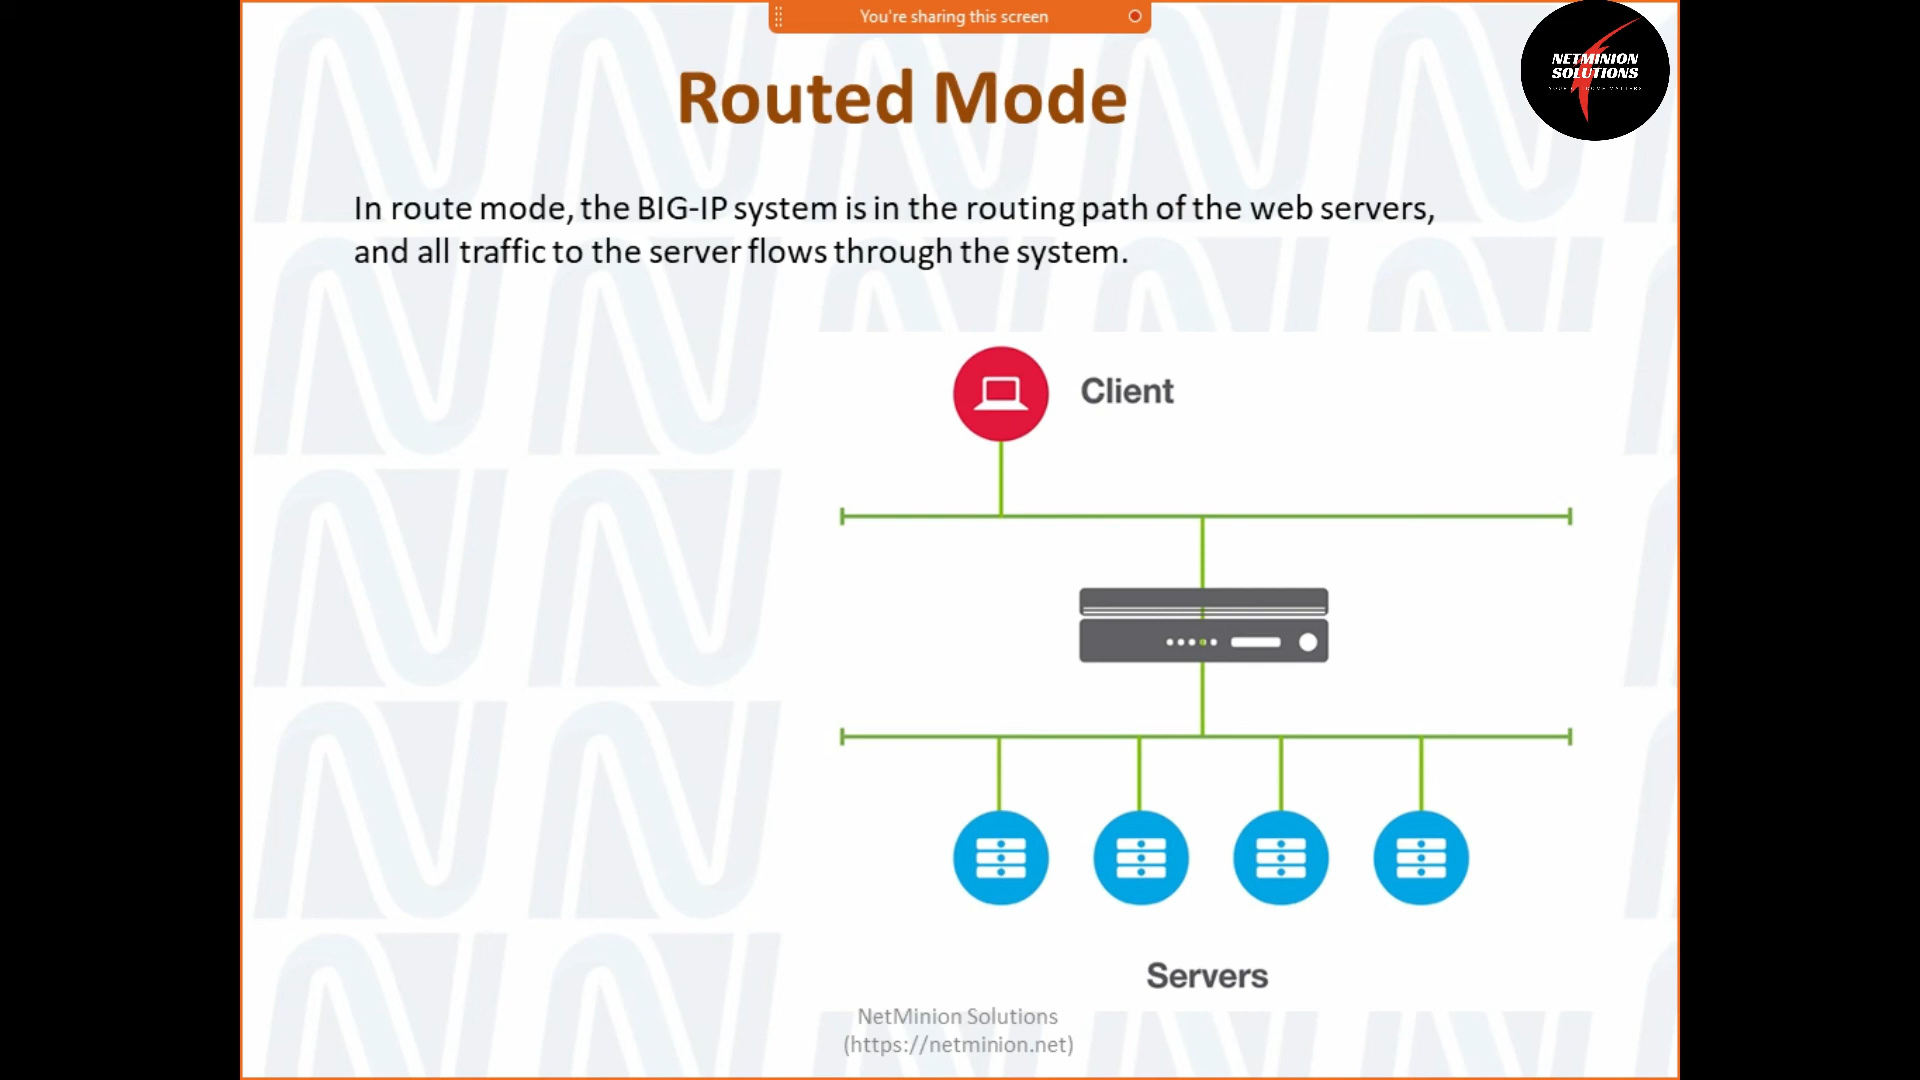 You're sharing this screen
NETMINION
SOLUTIONS
Routed Mode
In route mode, the BIG-IP system is in the routing path of the web servers,
and all traffic to the server flows through the system.
Client
Servers
NetMinion Solutions
(https://netminion.net)